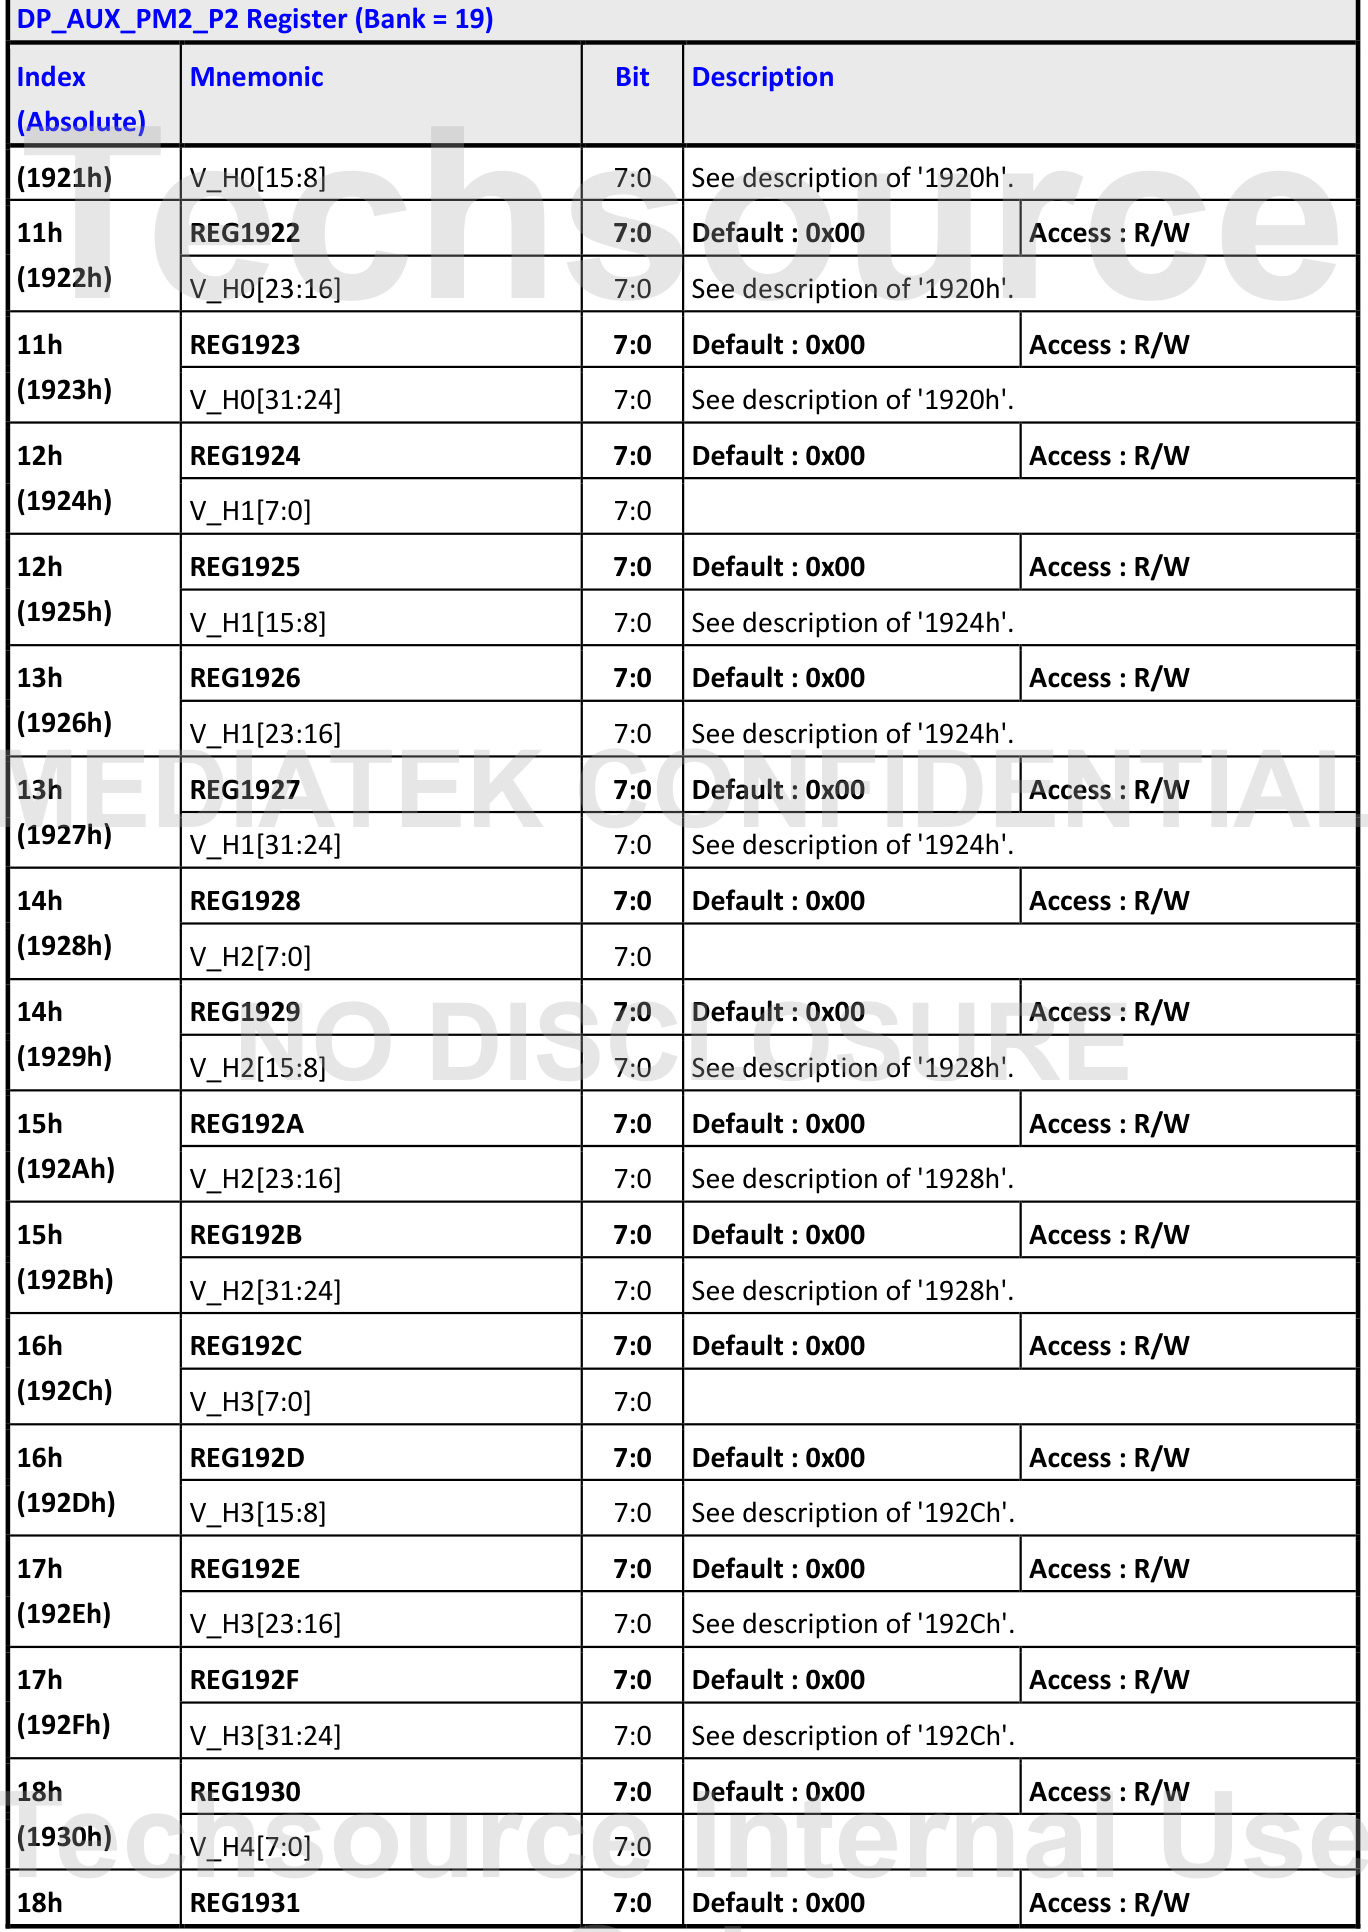 DP_AUX_PM2_P2 Register (Bank = 19)
Index Mnemonic Bit Description
(Absolute)
(1921h) V_H0[15:8] 7:0 See description of '1920h'.
11h REG1922 7:0 Default : 0x00 Access : R/W
(1922h) V_H0[23:16] 7:0 See description of '1920h'.
11h REG1923 7:0 Default : 0x00 Access : R/W
(1923h) V_H0[31:24] 7:0 See description of '1920h'.
12h REG1924 7:0 Default : 0x00 Access : R/W
(1924h) V_H1[7:0] 7:0
12h REG1925 7:0 Default : 0x00 Access : R/W
(1925h) V_H1[15:8] 7:0 See description of '1924h'.
13h REG1926 7:0 Default : 0x00 Access : R/W
(1926h) V_H1[23:16] 7:0 See description of '1924h'.
13h REG1927 7:0 Default : 0x00 Access : R/W
(1927h) V_H1[31:24] 7:0 See description of '1924h'.
14h REG1928 7:0 Default : 0x00 Access : R/W
(1928h) V_H2[7:0] 7:0
14h REG1929 7:0 Default : 0x00 Access : R/W
(1929h) V_H2[15:8] 7:0 See description of '1928h'.
15h REG192A 7:0 Default : 0x00 Access : R/W
(192Ah) V_H2[23:16] 7:0 See description of '1928h'.
15h REG192B 7:0 Default : 0x00 Access : R/W
(192Bh) V_H2[31:24] 7:0 See description of '1928h'.
16h REG192C 7:0 Default : 0x00 Access : R/W
(192Ch) V_H3[7:0] 7:0
16h REG192D 7:0 Default : 0x00 Access : R/W
(192Dh) V_H3[15:8] 7:0 See description of '192Ch'.
17h REG192E 7:0 Default : 0x00 Access : R/W
(192Eh) V_H3[23:16] 7:0 See description of '192Ch'.
17h REG192F 7:0 Default : 0x00 Access : R/W
(192Fh) V_H3[31:24] 7:0 See description of '192Ch'.
18h REG1930 7:0 Default : 0x00 Access : R/W
(1930h) V_H4[7:0] 7:0
18h REG1931 7:0 Default : 0x00 Access : R/W
Techsource
MEDIATEK CONFIDENTIAL
NO DISCLOSURE
Techsource Internal Use